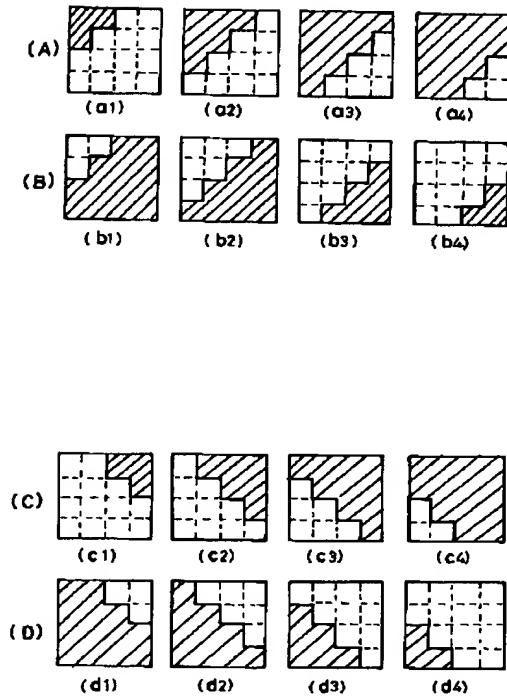 (A)
(a1) (a2) (a3) (a4)
(B)
(b1) (b2) (b3) (b4)
(C)
(c1) (c2) (c3) (c4)
(D)
(d1) (d2) (d3) (d4)